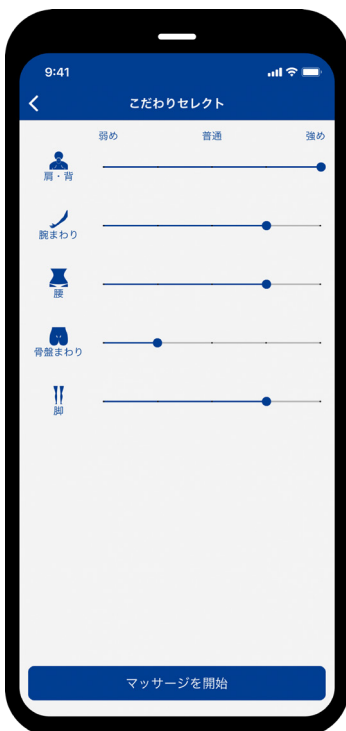 9:41
こだわりセレクト
弱め 普通 強め
肩・背
腕まわり
腰
骨盤まわり
脚
マッサージを開始